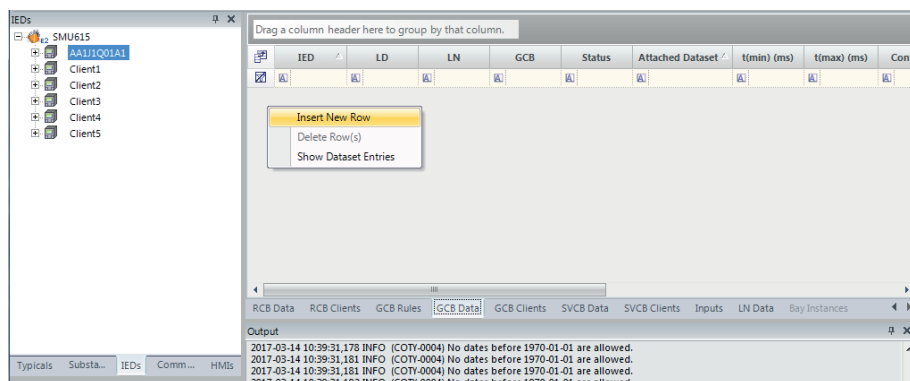 IEDs
SMU615
AA1J1Q01A1
Client1
Client2
Client3
Client4
Client5
Typicals Substa... IEDs Comm... HMIs
Drag a column header here to group by that column.
IED LD LN GCB Status Attached Dataset t(min) (ms) t(max) (ms) Con
Insert New Row
Delete Row(s)
Show Dataset Entries
RCB Data RCB Clients GCB Rules GCB Data GCB Clients SVCB Data SVCB Clients Inputs LN Data Bay Instances
Output
2017-03-14 10:39:31,178 INFO (COTY-0004) No dates before 1970-01-01 are allowed.
2017-03-14 10:39:31,181 INFO (COTY-0004) No dates before 1970-01-01 are allowed.
2017-03-14 10:39:31,181 INFO (COTY-0004) No dates before 1970-01-01 are allowed.